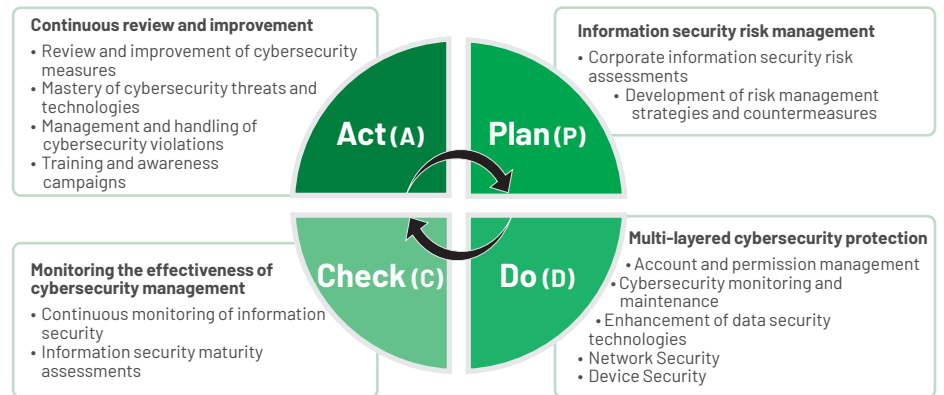 Continuous review and improvement
• Review and improvement of cybersecurity
measures
• Mastery of cybersecurity threats and
technologies
• Management and handling of
cybersecurity violations
• Training and awareness
campaigns
Information security risk management
• Corporate information security risk
assessments
• Development of risk management
strategies and countermeasures
Act (A)
Plan (P)
Check (C)
Do (D)
Monitoring the effectiveness of
cybersecurity management
• Continuous monitoring of information
security
• Information security maturity
assessments
Multi-layered cybersecurity protection
• Account and permission management
• Cybersecurity monitoring and
maintenance
• Enhancement of data security
technologies
• Network Security
• Device Security